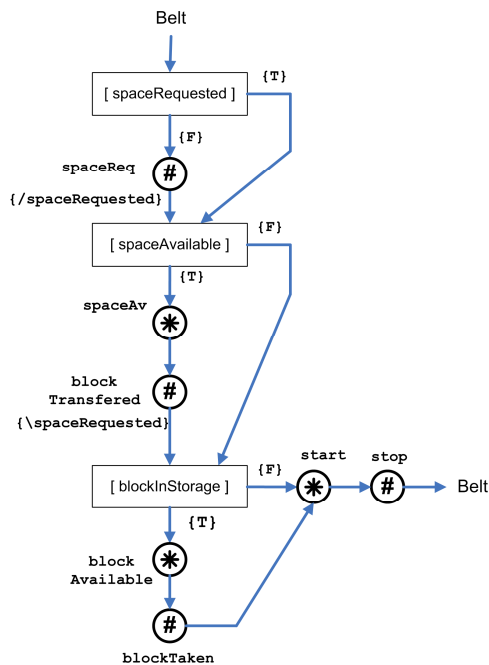 Belt
{T}
[ spaceRequested ]
{F}
spaceReq
#
{/spaceRequested}
{F}
[ spaceAvailable ]
{T}
spaceAv
*
block
Transfered
#
{\spaceRequested}
start stop
{F}
[ blockInStorage ]
* # Belt
{T}
block
Available
*
#
blockTaken